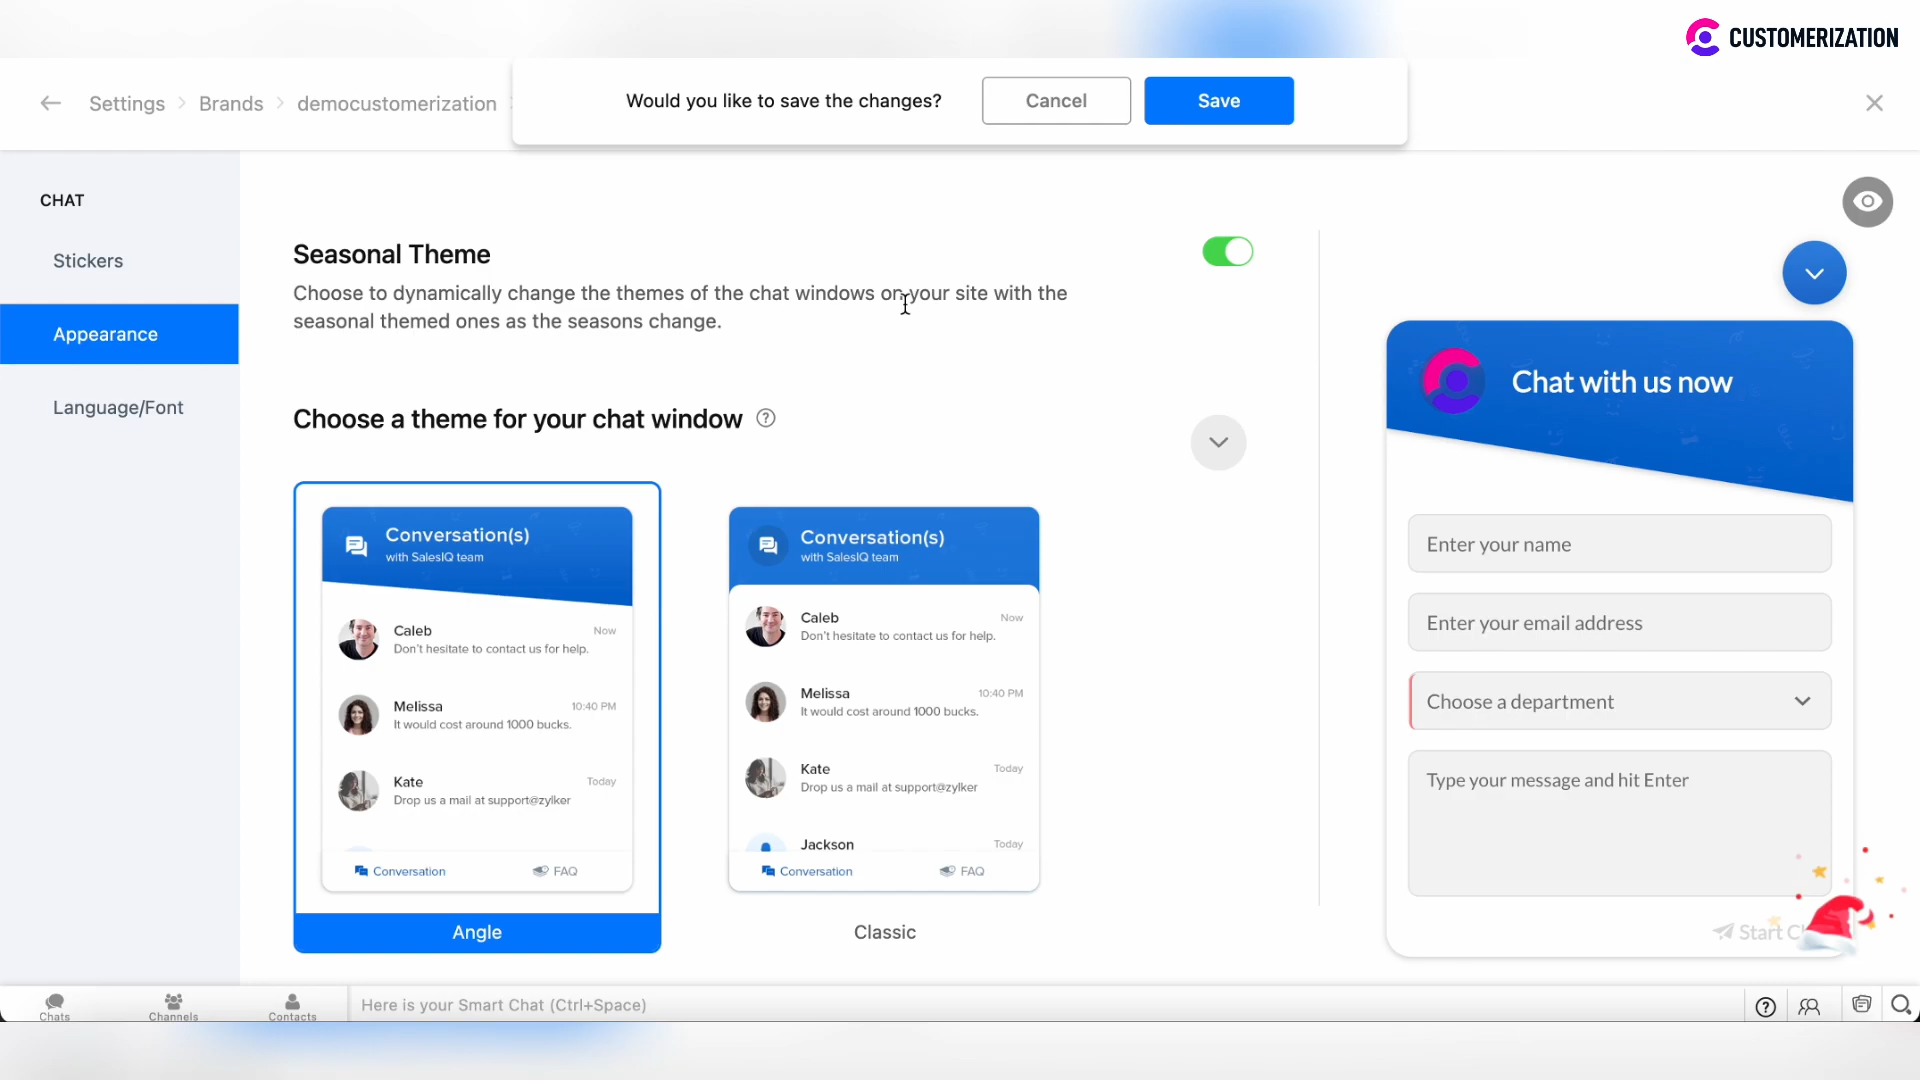 CUSTOMERIZATION
Would you like to save the changes?
Cancel
Save
Settings
Brands
democustomerization
CHAT
Stickers
Appearance
Language/Font
Seasonal Theme
Choose to dynamically change the themes of the chat windows on your site with the
seasonal themed ones as the seasons change.
Choose a theme for your chat window
Conversation(s)
with SalesIQ team
Caleb
Now
Don't hesitate to contact us for help.
Melissa
10:40 PM
It would cost around 1000 bucks.
Kate
Today
Drop us a mail at support@zylker
Conversation
FAQ
Angle
Conversation(s)
with SalesIQ team
Caleb
Now
Don't hesitate to contact us for help.
Melissa
10:40 PM
It would cost around 1000 bucks.
Kate
Today
Drop us a mail at support@zylker
Jackson
Today
Conversation
FAQ
Classic
Chat with us now
Enter your name
Enter your email address
Choose a department
Type your message and hit Enter
Start
Chats
Channels
Contacts
Here is your Smart Chat (Ctrl+Space)